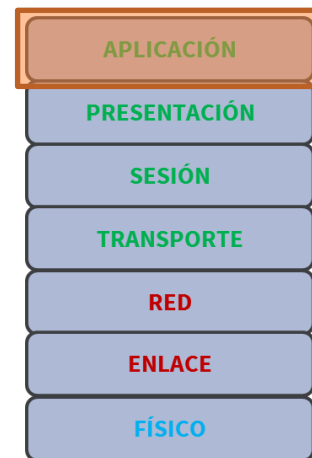 APLICACIÓN
PRESENTACIÓN
SESIÓN
TRANSPORTE
RED
ENLACE
FÍSICO